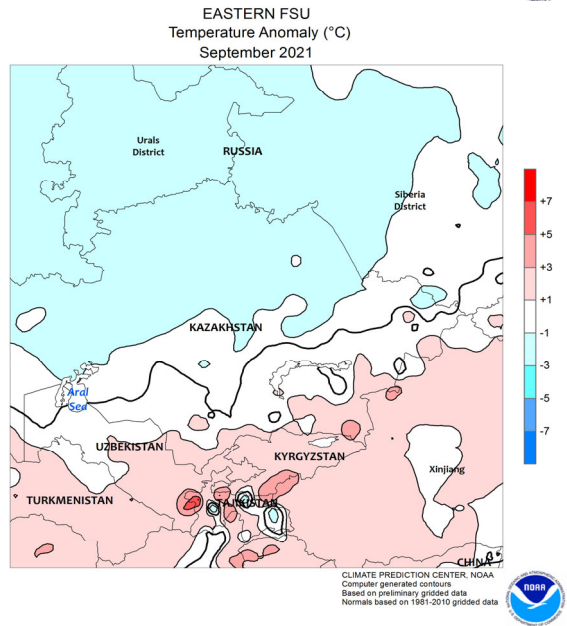 EASTERN FSU
Temperature Anomaly (°C)
September 2021
Urals
District
RUSSIA
Siberia
District
KAZAKHSTAN
Aral
Sea
UZBEKISTAN
KYRGYZSTAN
Xinjiang
TURKMENISTAN
TAJIKISTAN
CHINA
+7
+5
+3
+1
-1
-3
-5
-7
CLIMATE PREDICTION CENTER, NOAA
Computer generated contours
Based on preliminary gridded data
Normals based on 1981-2010 gridded data
NOAA